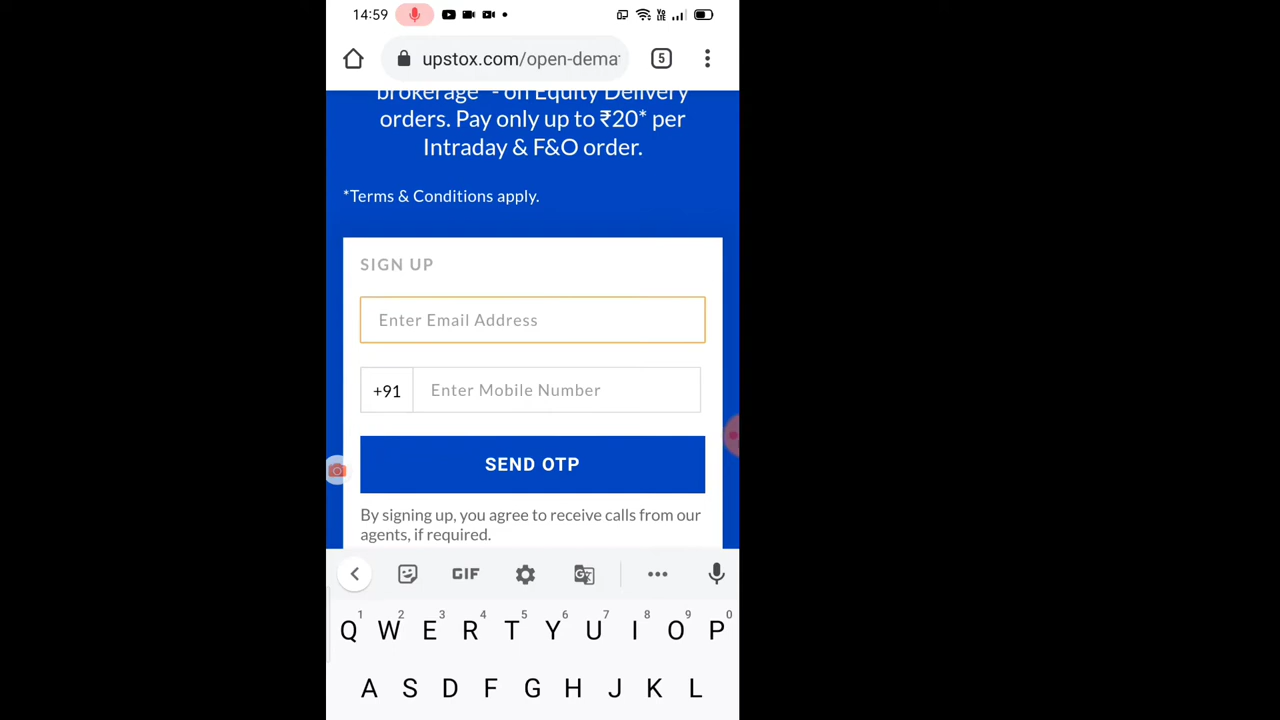 14:59
upstox.com/open-dema
5
brokerage* - on Equity Delivery
orders. Pay only up to ₹20* per
Intraday & F&O order.
*Terms & Conditions apply.
SIGN UP
Enter Email Address
+91 Enter Mobile Number
SEND OTP
By signing up, you agree to receive calls from our
agents, if required.
GIF
1 2 3 4 5 6 7 8 9 0
Q W E R T Y U I O P
A S D F G H J K L